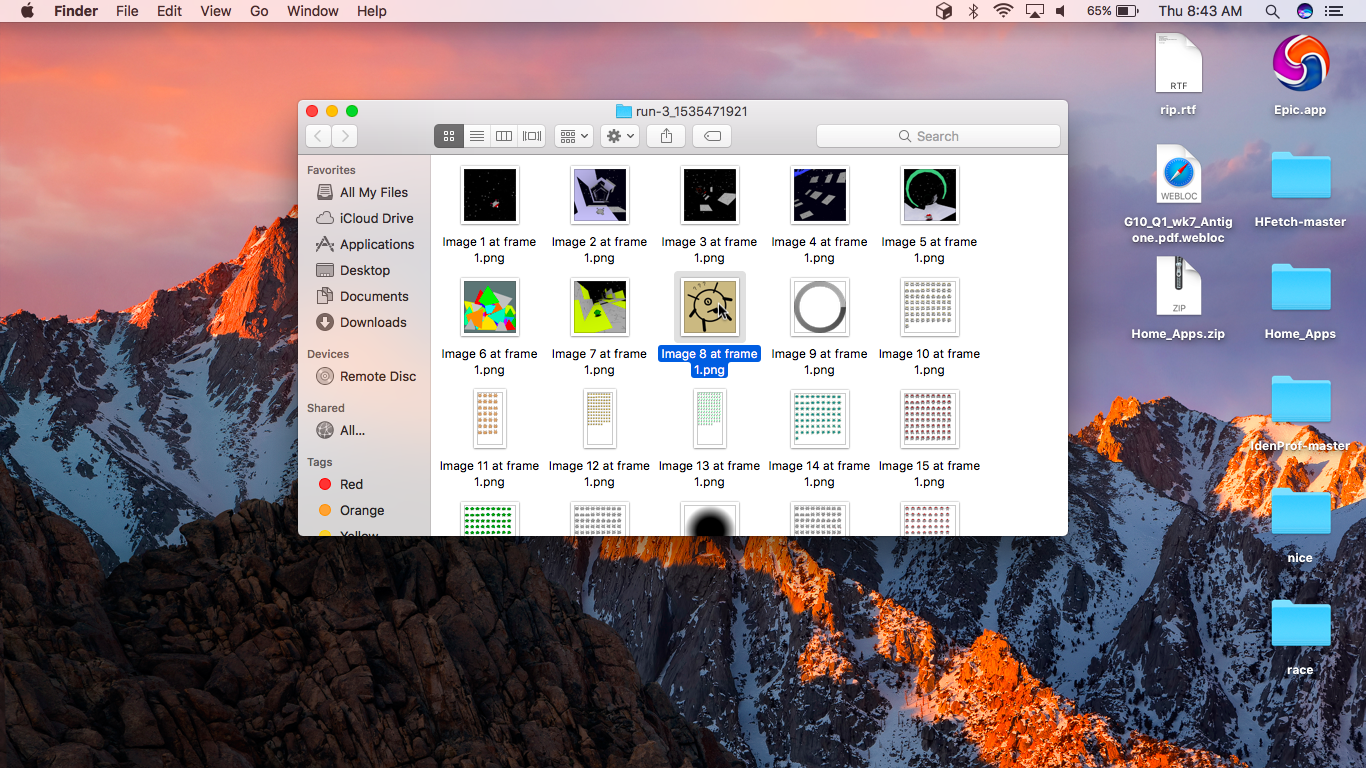 Finder File Edit View Go Window Help 65% Thu 8:43 AM
run-3_1535471921
Search
Favorites
All My Files
iCloud Drive
Applications
Desktop
Documents
Downloads
Devices
Remote Disc
Shared
All...
Tags
Red
Orange
Yellow
Image 1 at frame
1.png
Image 2 at frame
1.png
Image 3 at frame
1.png
Image 4 at frame
1.png
Image 5 at frame
1.png
Image 6 at frame
1.png
Image 7 at frame
1.png
Image 8 at frame
1.png
Image 9 at frame
1.png
Image 10 at frame
1.png
Image 11 at frame
1.png
Image 12 at frame
1.png
Image 13 at frame
1.png
Image 14 at frame
1.png
Image 15 at frame
1.png
RTF
rip.rtf
Epic.app
WEBLOC
G10_Q1_wk7_Antig
one.pdf.webloc
HFetch-master
ZIP
Home_Apps.zip
Home_Apps
IdenProf-master
nice
race